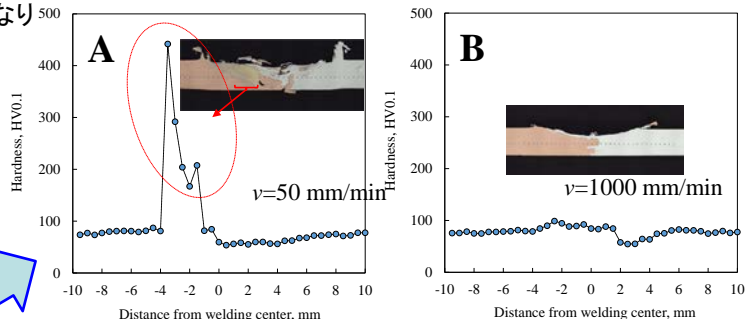 なり
A
500
400
300
200
100
0
Hardness, HV0.1
v=50 mm/min
-10 -8 -6 -4 -2 0 2 4 6 8 10
Distance from welding center, mm
B
500
400
300
200
100
0
Hardness, HV0.1
v=1000 mm/min
-10 -8 -6 -4 -2 0 2 4 6 8 10
Distance from welding center, mm